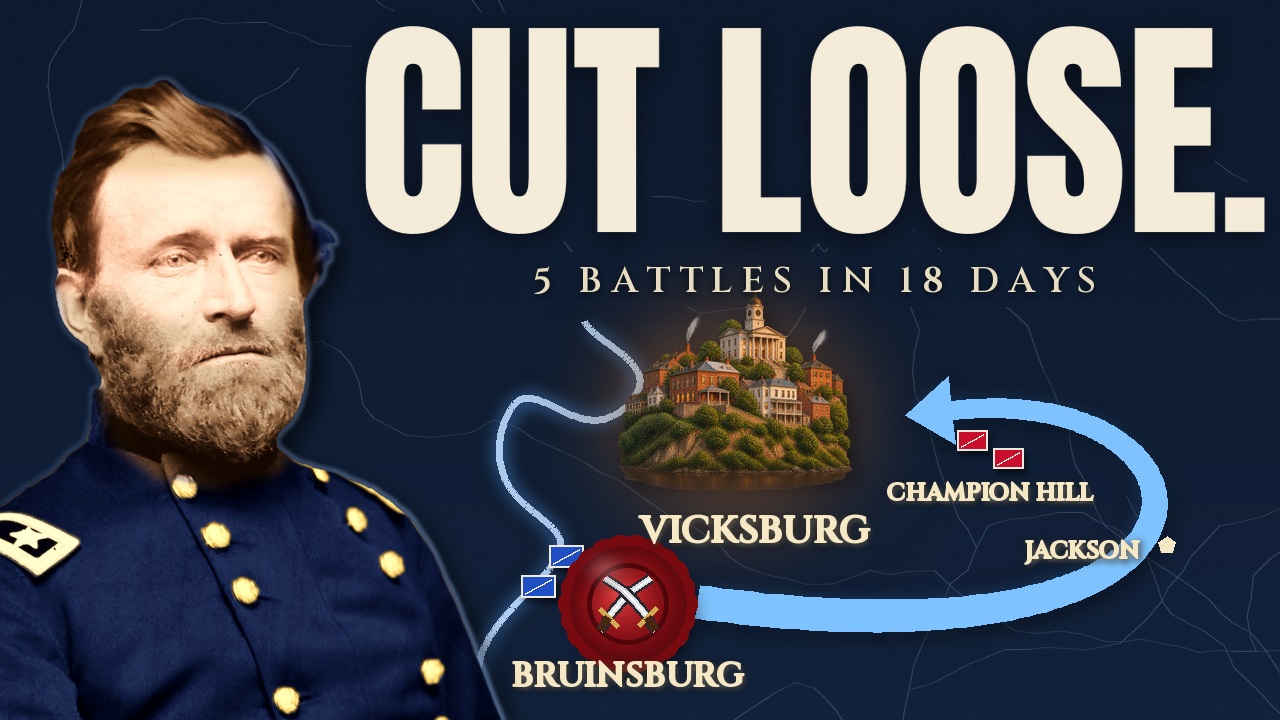 CUT LOOSE.
5 BATTLES IN 18 DAYS
CHAMPION HILL
VICKSBURG
JACKSON
BRUINSBURG